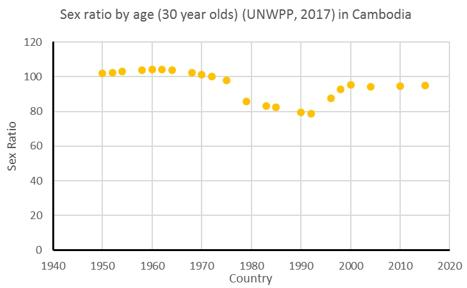 Sex ratio by age (30 year olds) (UNWPP, 2017) in Cambodia
120
100
80
60
40
20
0
Sex Ratio
1940 1950 1960 1970 1980 1990 2000 2010 2020
Country